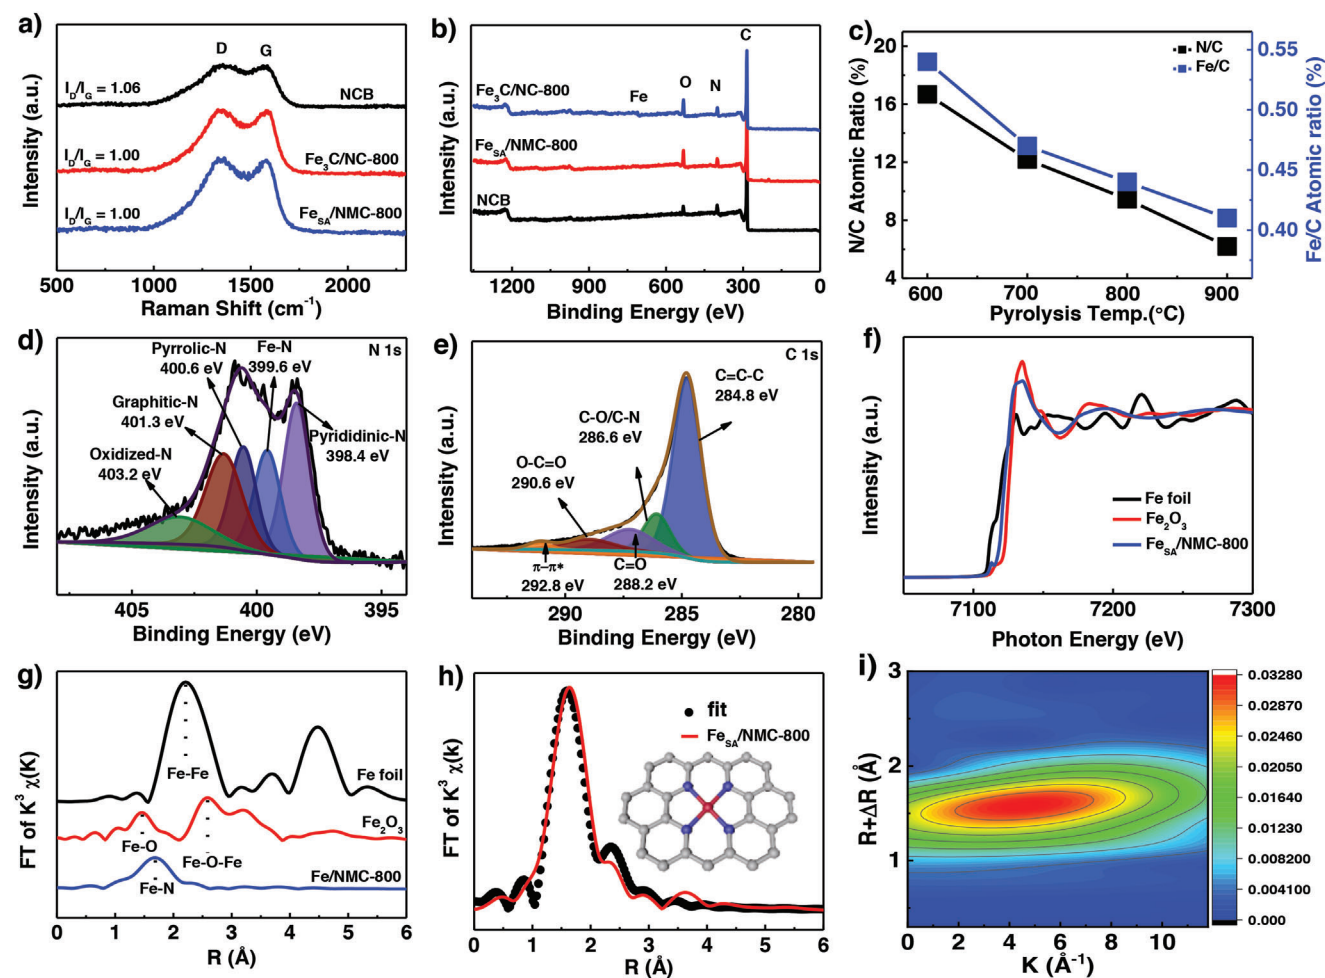 a)
D
G
I_D/I_G = 1.06
NCB
I_D/I_G = 1.00
Fe₃C/NC-800
I_D/I_G = 1.00
Fe_SA/NMC-800
Intensity (a.u.)
500 1000 1500 2000
Raman Shift (cm⁻¹)
b)
C
Fe₃C/NC-800
Fe
O
N
Fe_SA/NMC-800
NCB
Intensity (a.u.)
1200 900 600 300 0
Binding Energy (eV)
c)
N/C
Fe/C
20
16
12
8
4
N/C Atomic Ratio (%)
0.55
0.50
0.45
0.40
Fe/C Atomic ratio (%)
600 700 800 900
Pyrolysis Temp.(°C)
d)
N 1s
Pyrrolic-N
400.6 eV
Fe-N
399.6 eV
Graphitic-N
401.3 eV
Pyrididinic-N
398.4 eV
Oxidized-N
403.2 eV
Intensity (a.u.)
405 400 394
Binding Energy (eV)
e)
C 1s
C=C-C
284.8 eV
C-O/C-N
286.6 eV
O-C=O
290.6 eV
π–π*
292.8 eV
C=O
288.2 eV
Intensity (a.u.)
290 285 280
Binding Energy (eV)
f)
Fe foil
Fe₂O₃
Fe_SA/NMC-800
Intensity (a.u.)
7100 7200 7300
Photon Energy (eV)
g)
Fe-Fe
Fe foil
Fe₂O₃
Fe-O
Fe-O-Fe
Fe-N
Fe/NMC-800
FT of K³ χ(k)
0 1 2 3 4 5 6
R (Å)
h)
fit
Fe_SA/NMC-800
FT of K³ χ(k)
0 1 2 3 4 5 6
R (Å)
i)
3
2
1
R+ΔR (Å)
0 2 4 6 8 10
K (Å⁻¹)
0.03280
0.02870
0.02460
0.02050
0.01640
0.01230
0.008200
0.004100
0.000